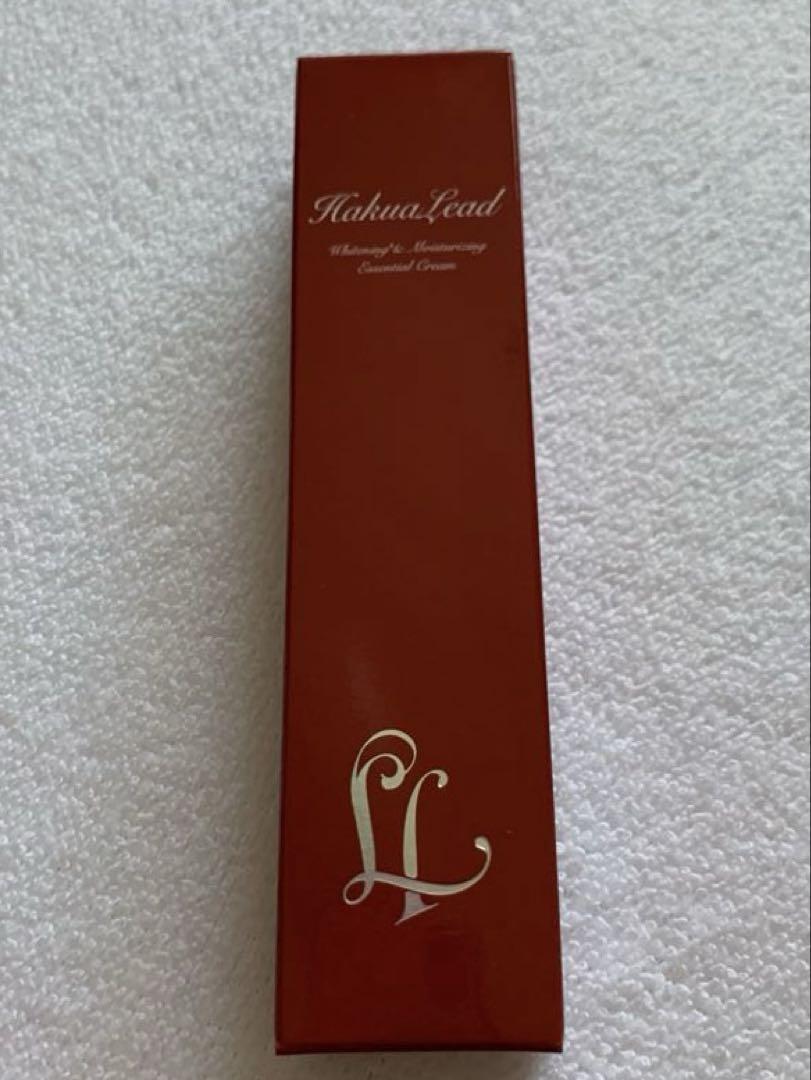 HakuaLead
Whitening & Moisturizing
Essential Cream